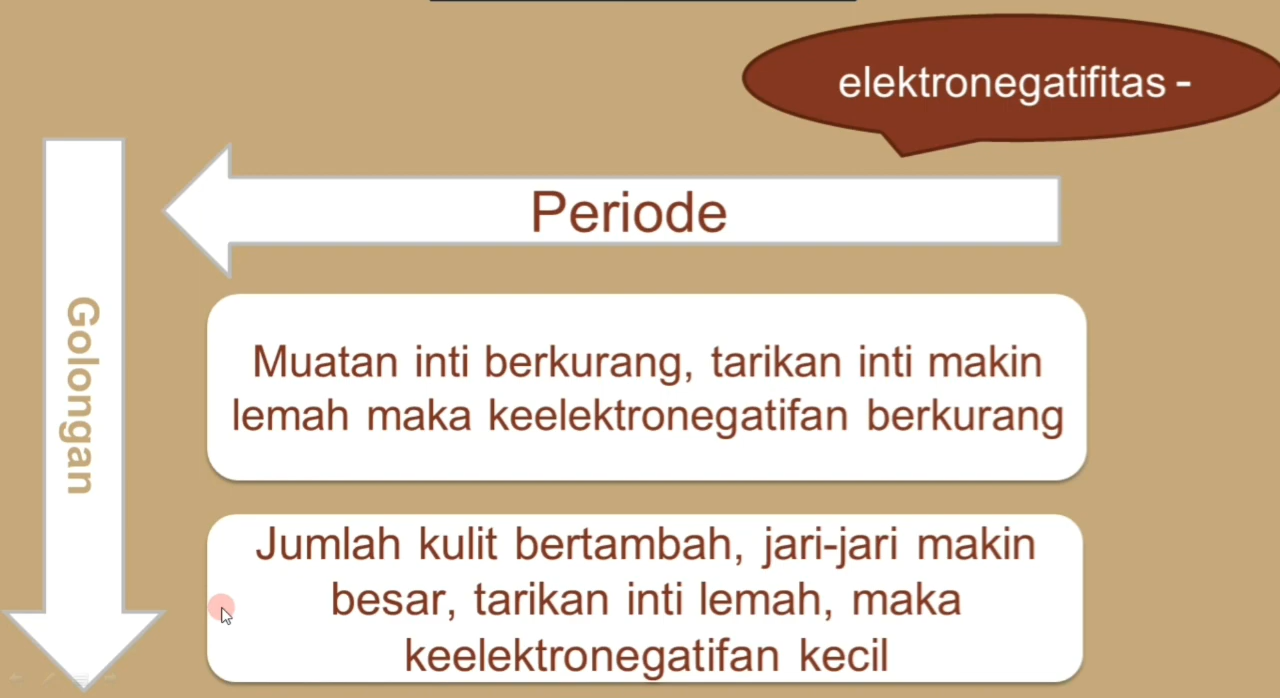 elektronegatifitas -
Periode
Golongan
Muatan inti berkurang, tarikan inti makin
lemah maka keelektronegatifan berkurang
Jumlah kulit bertambah, jari-jari makin
besar, tarikan inti lemah, maka
keelektronegatifan kecil